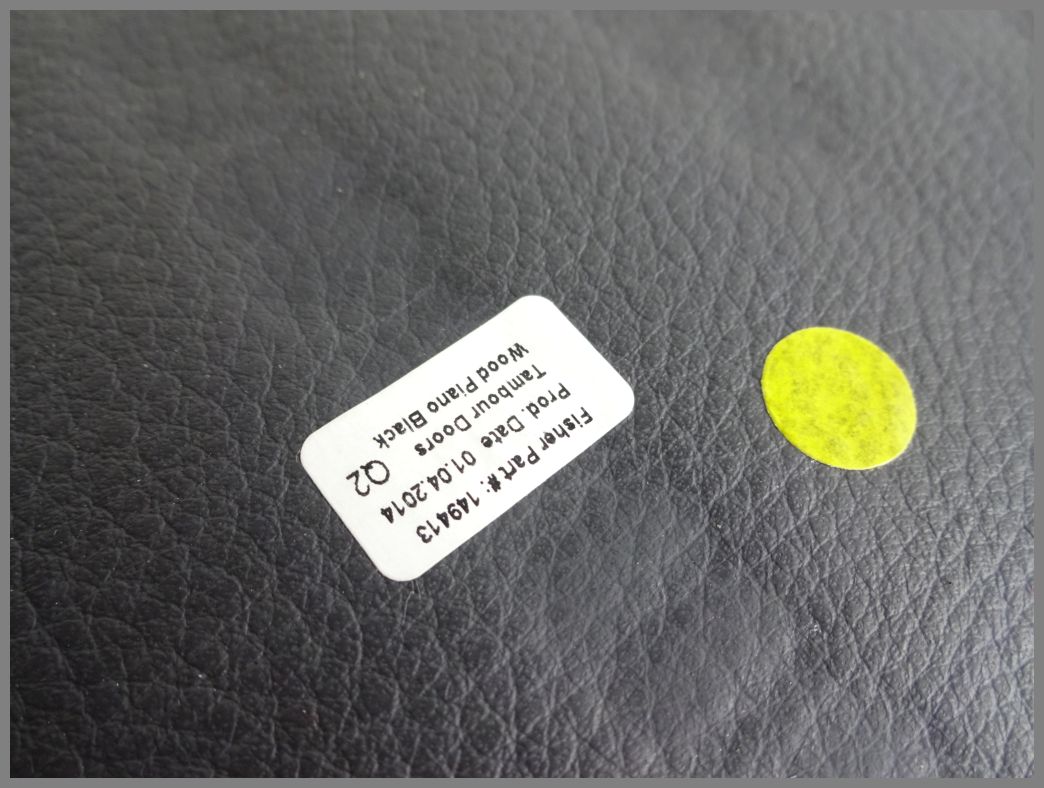 Fisher Part#: 149413
Prod. Date 01.04.2014
Tambour Doors Q2
Wood Piano Black